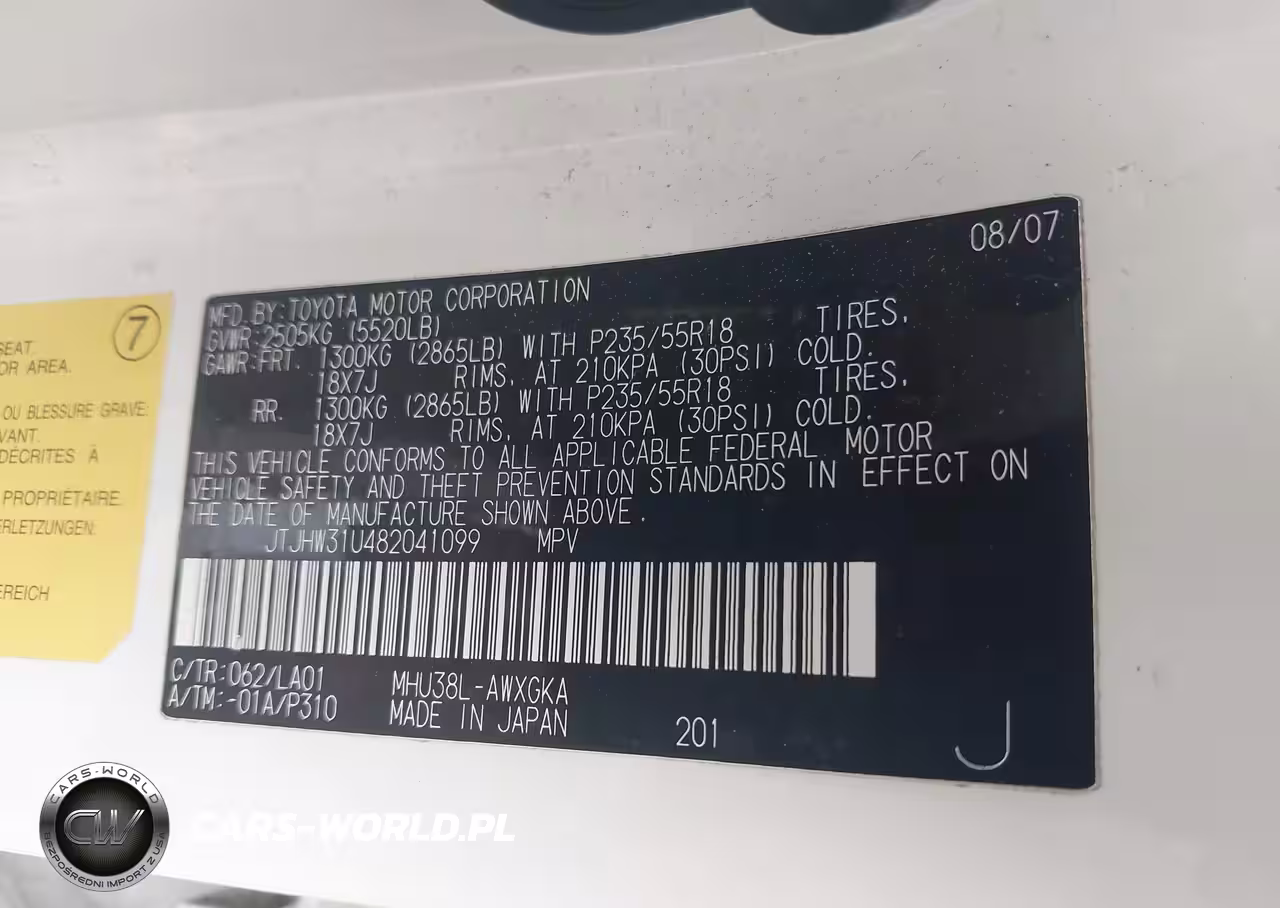 08/07
MFD. BY: TOYOTA MOTOR CORPORATION
GVWR: 2505KG (5520LB)
GAWR: FRT. 1300KG (2865LB) WITH P235/55R18 TIRES,
18X7J RIMS, AT 210KPA (30PSI) COLD.
RR. 1300KG (2865LB) WITH P235/55R18 TIRES,
18X7J RIMS, AT 210KPA (30PSI) COLD.
THIS VEHICLE CONFORMS TO ALL APPLICABLE FEDERAL MOTOR
VEHICLE SAFETY AND THEFT PREVENTION STANDARDS IN EFFECT ON
THE DATE OF MANUFACTURE SHOWN ABOVE.
JTJHW31U482041099 MPV
C/TR: 062/LA01 MHU38L-AWXGKA
A/TM: -01A/P310 MADE IN JAPAN
201 J
7
SEAT.
OR AREA.
OU BLESSURE GRAVE:
VANT.
DÉCRITES À
PROPRIÉTAIRE.
ERLETZUNGEN:
EREICH
CARS-WORLD
CW
BEZPOŚREDNI IMPORT Z USA
CARS-WORLD.PL